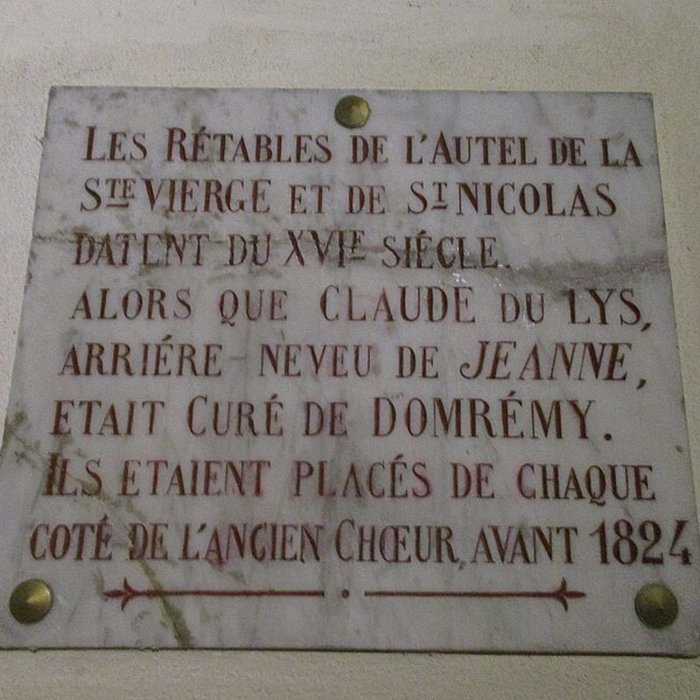 LES RÉTABLES DE L'AUTEL DE LA
STE VIERGE ET DE ST NICOLAS
DATENT DU XVIE SIÉCLE.
ALORS QUE CLAUDE DU LYS,
ARRIÉRE-NEVEU DE JEANNE,
ETAIT CURÉ DE DOMRÉMY.
ILS ETAIENT PLACÉS DE CHAQUE
COTÉ DE L'ANCIEN CHŒUR, AVANT 1824